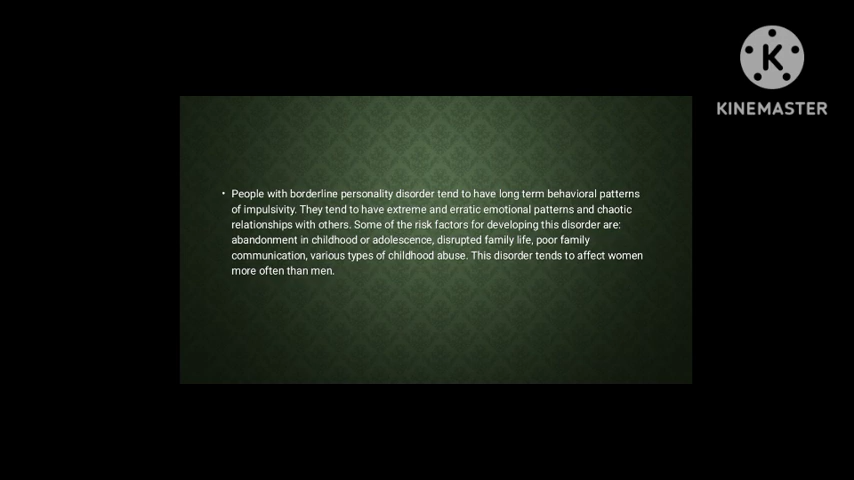 KINEMASTER
• People with borderline personality disorder tend to have long term behavioral patterns
of impulsivity. They tend to have extreme and erratic emotional patterns and chaotic
relationships with others. Some of the risk factors for developing this disorder are:
abandonment in childhood or adolescence, disrupted family life, poor family
communication, various types of childhood abuse. This disorder tends to affect women
more often than men.